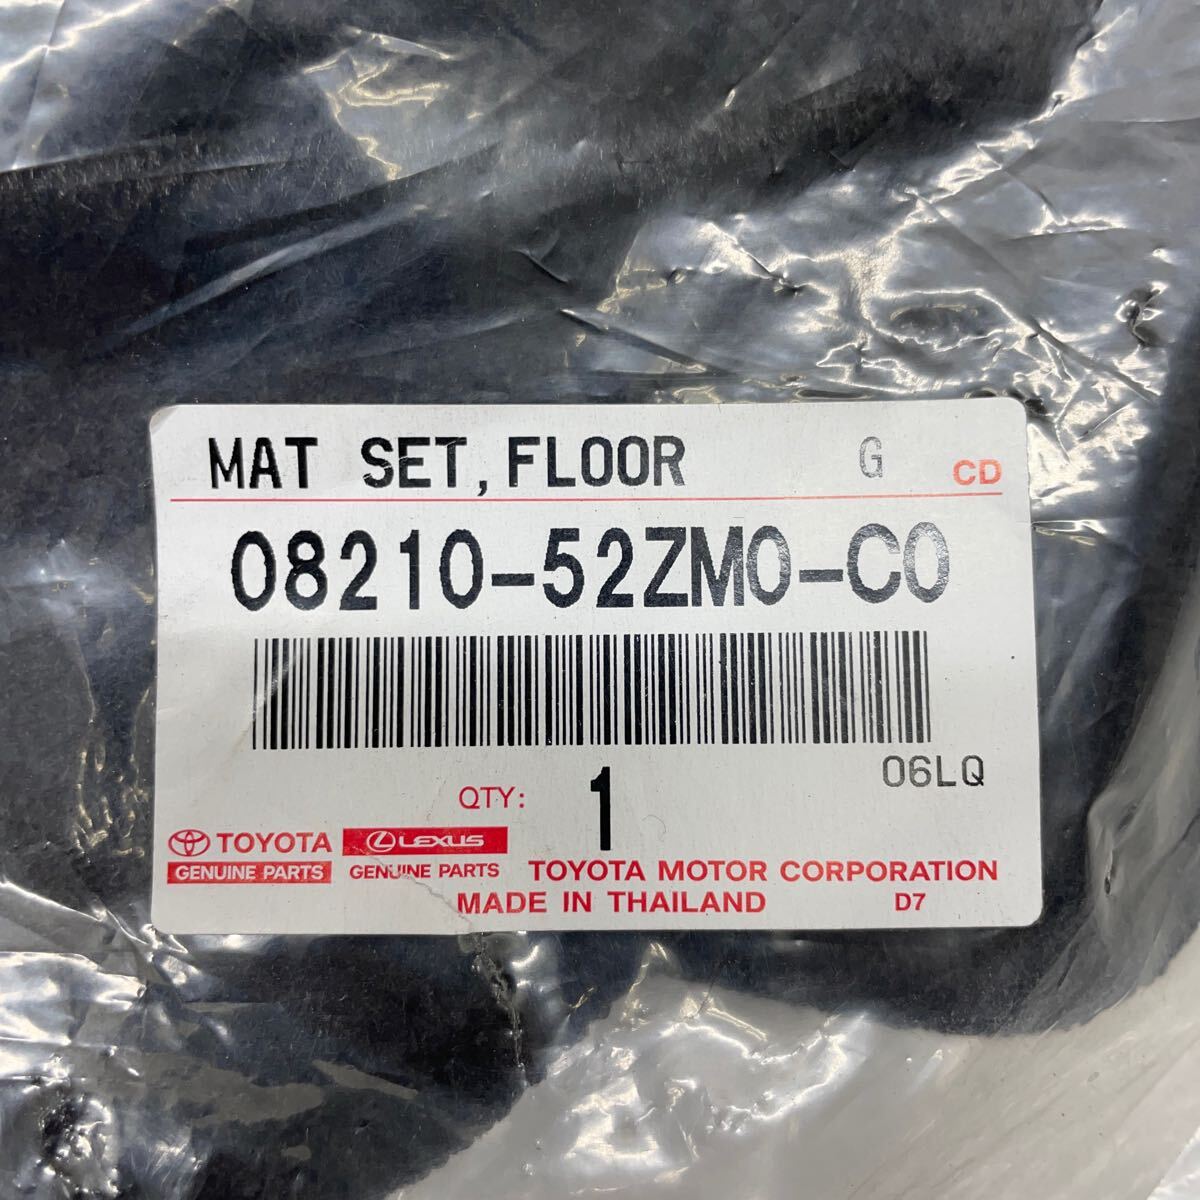 MAT SET,FLOOR G CD
08210-52ZM0-C0
06LQ
QTY: 1
TOYOTA LEXUS
GENUINE PARTS GENUINE PARTS TOYOTA MOTOR CORPORATION
MADE IN THAILAND D7